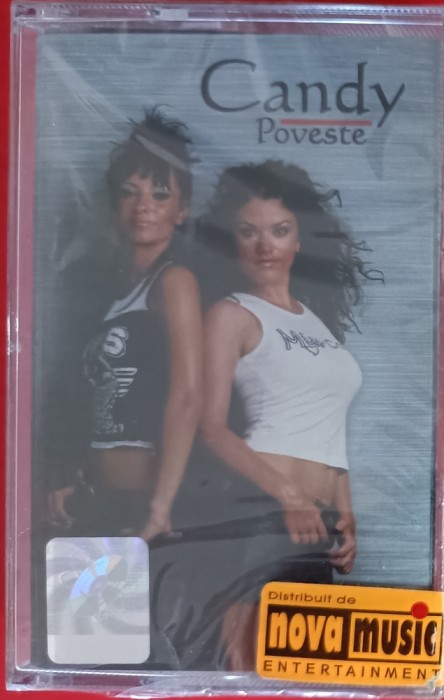 Candy
Poveste
Distribuit de
nova music
ENTERTAINMENT